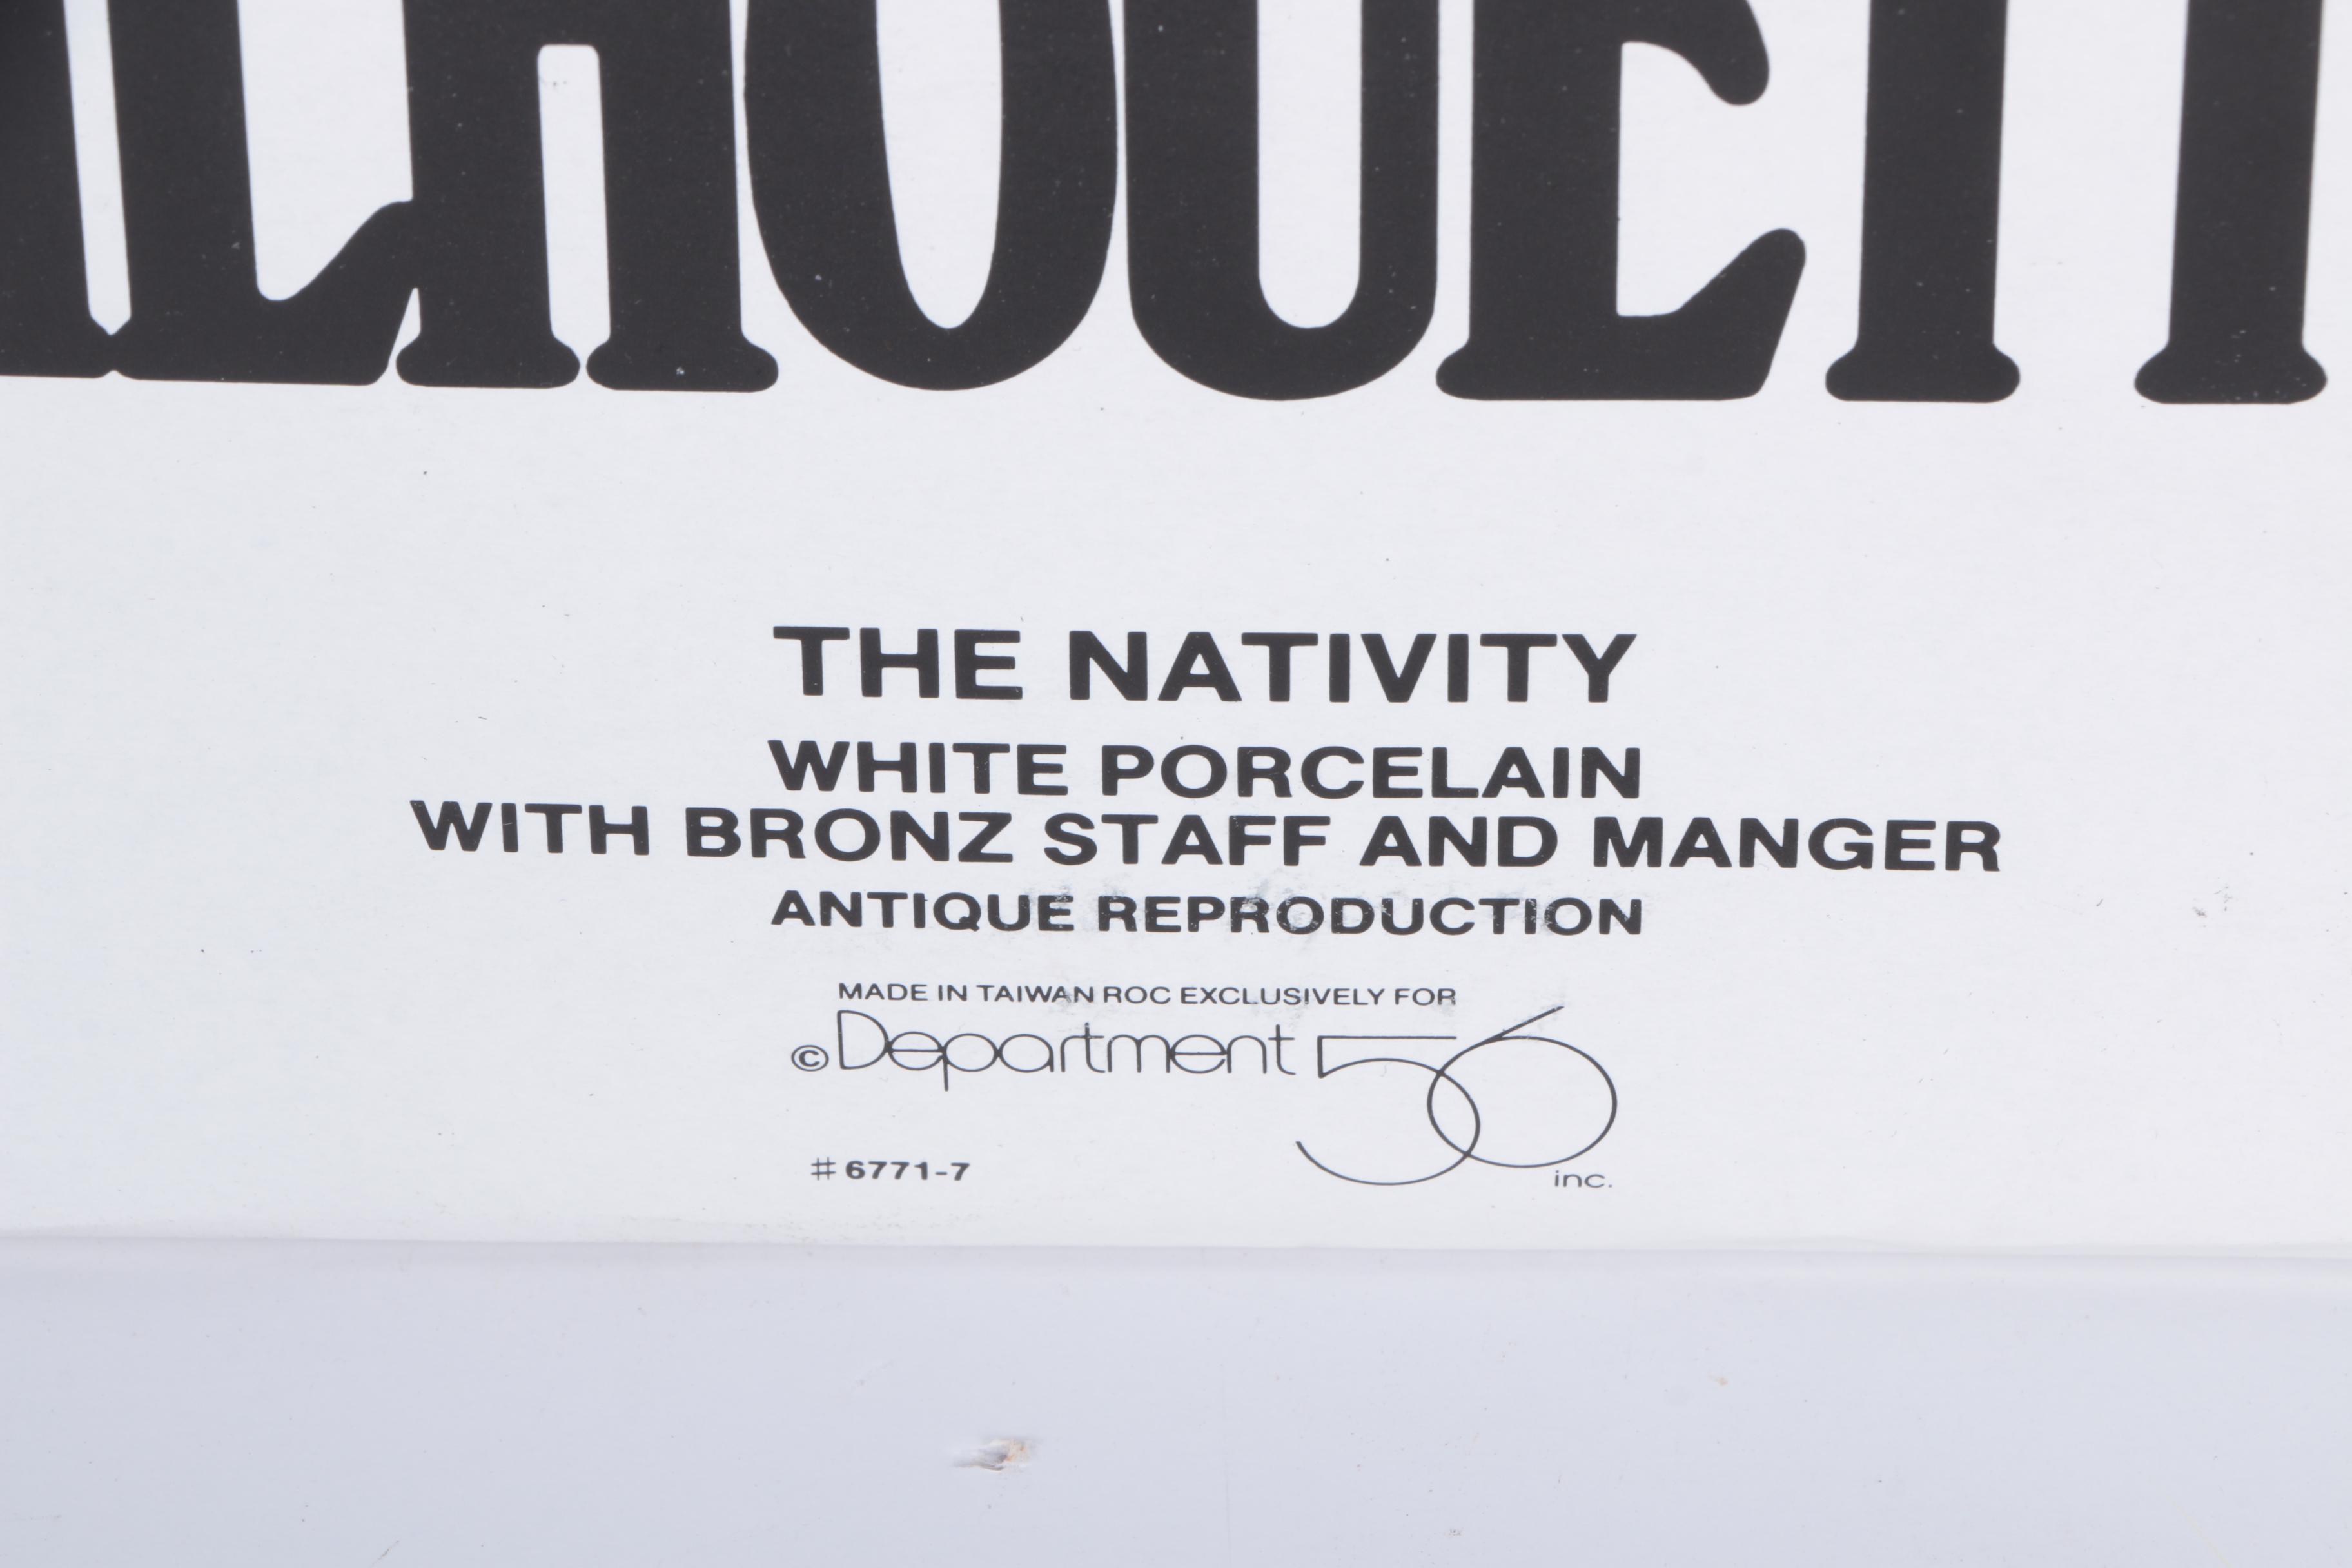 ILHOUETT
THE NATIVITY
WHITE PORCELAIN
WITH BRONZ STAFF AND MANGER
ANTIQUE REPRODUCTION
MADE IN TAIWAN ROC EXCLUSIVELY FOR
©Department 56
# 6771-7
inc.